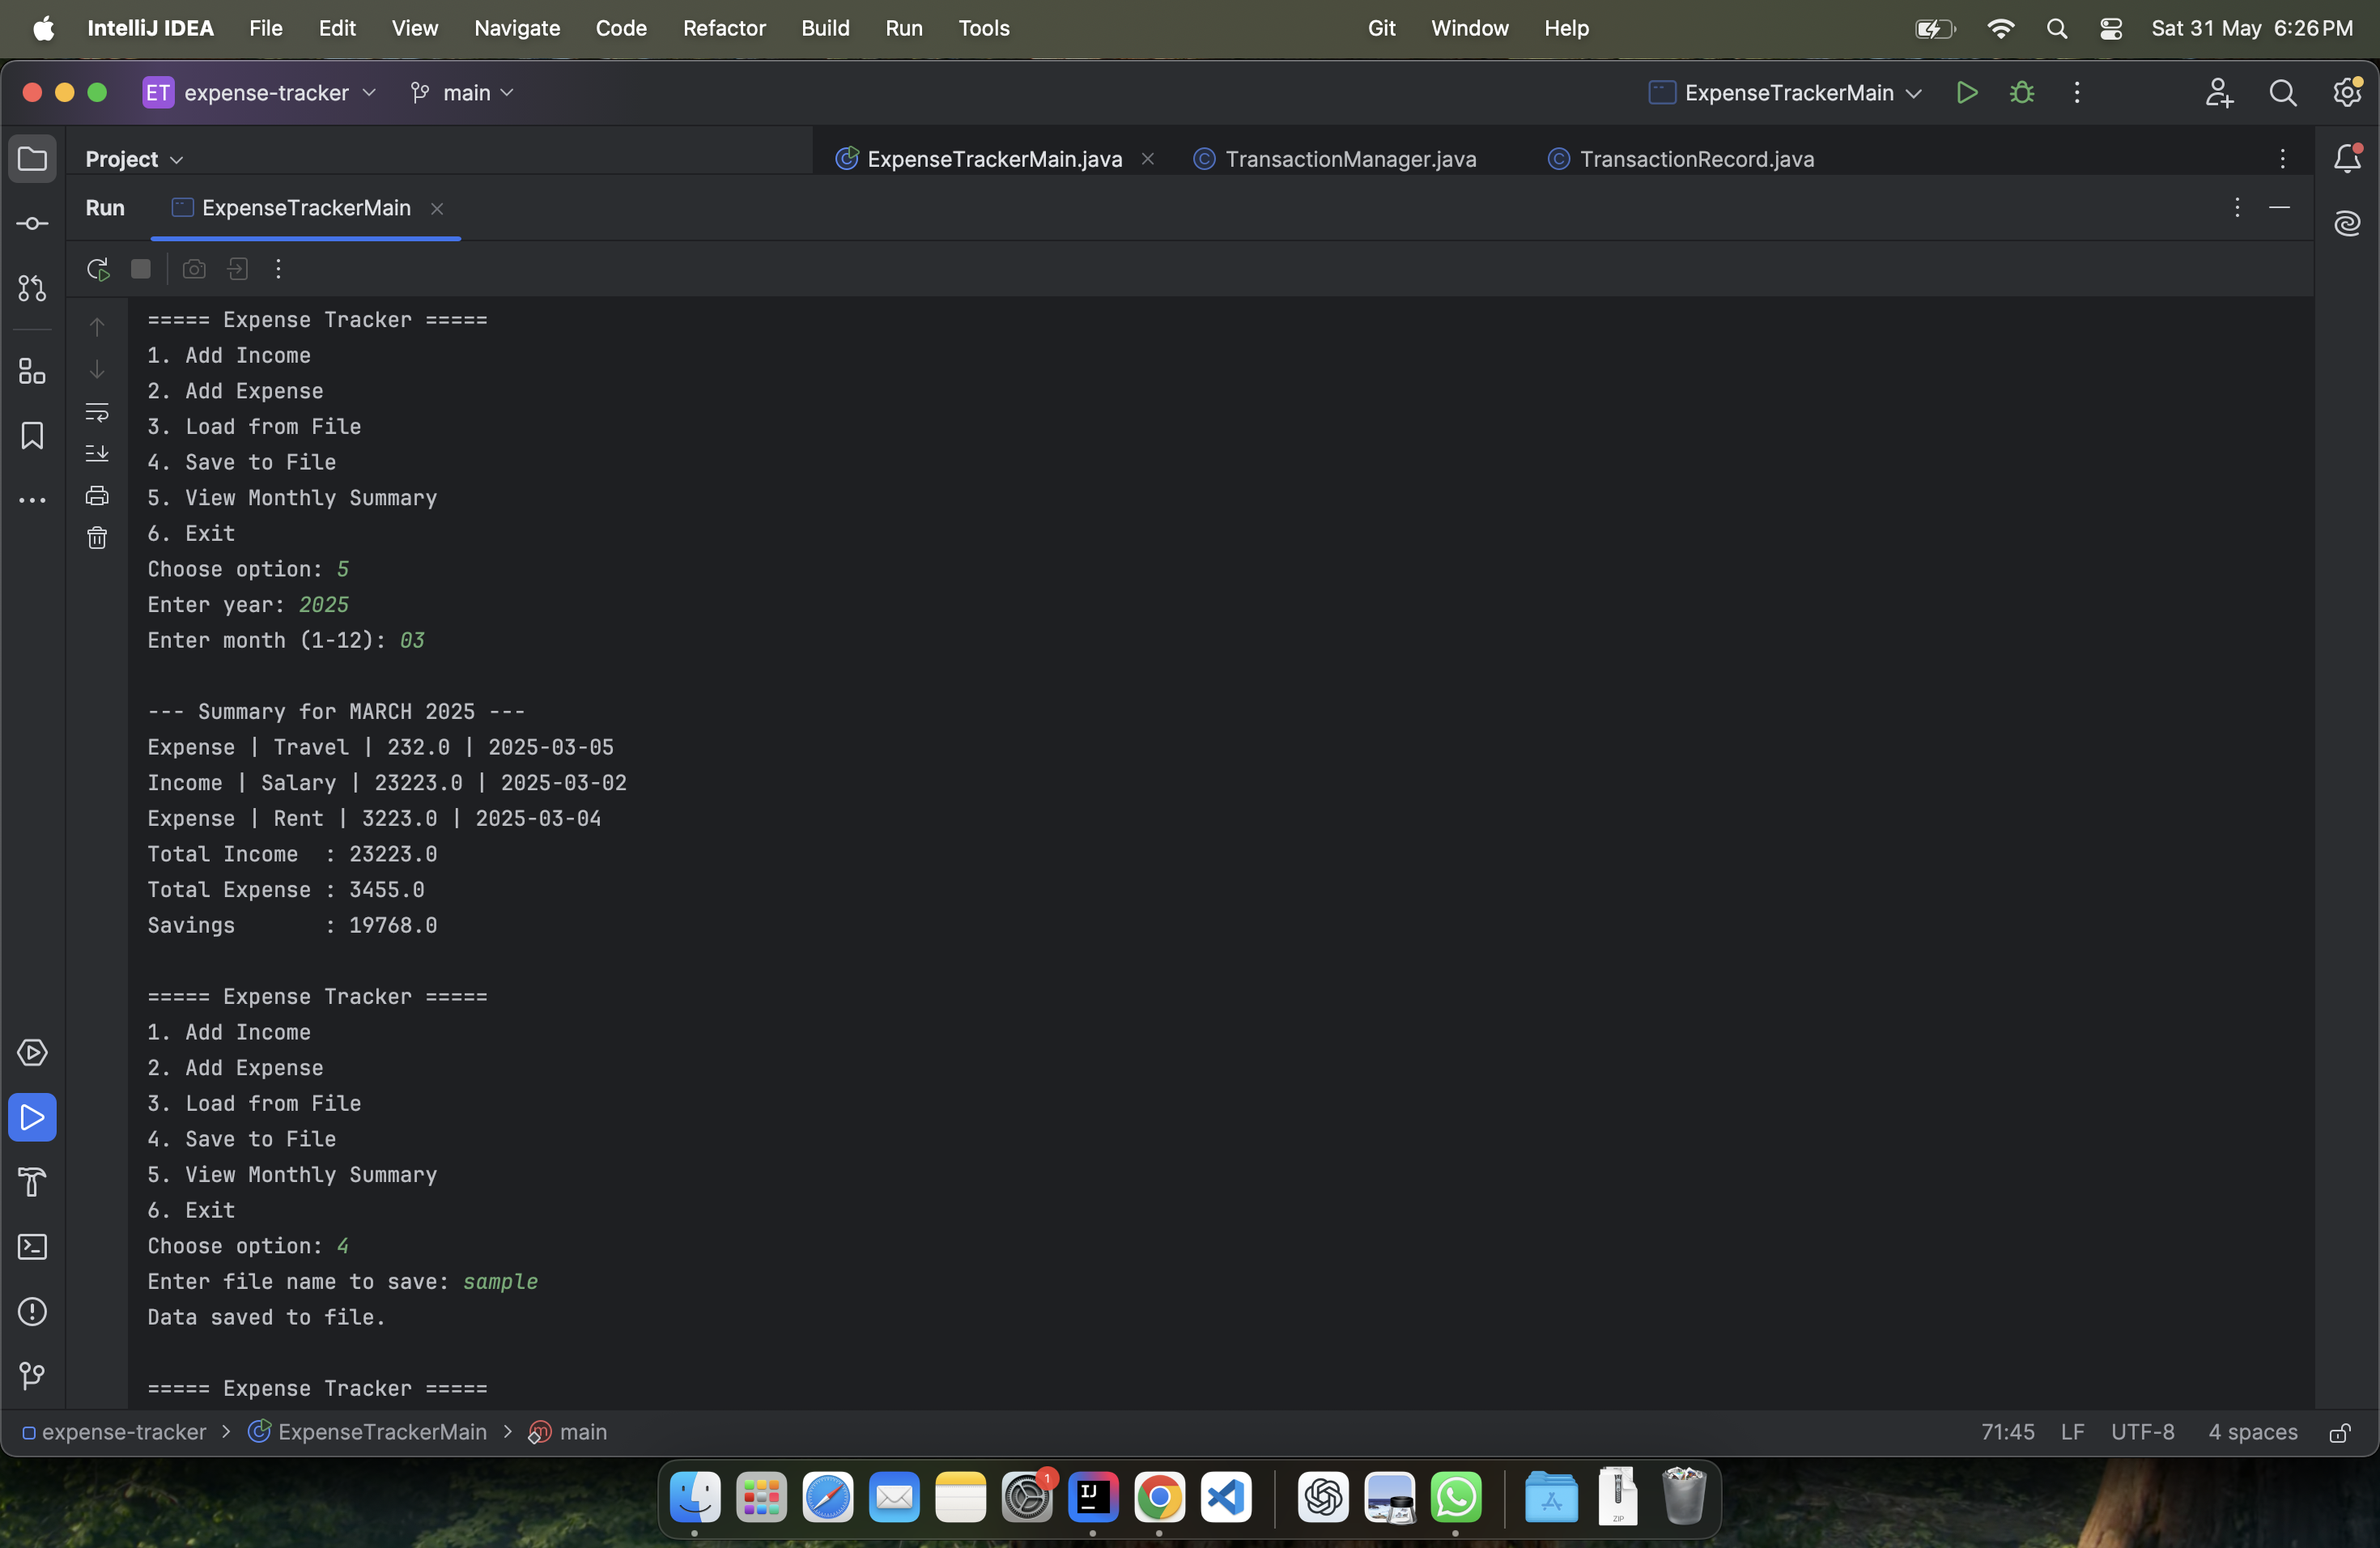 IntelliJ IDEA File Edit View Navigate Code Refactor Build Run Tools Git Window Help Sat 31 May 6:26 PM
ET expense-tracker main ExpenseTrackerMain
Project ExpenseTrackerMain.java TransactionManager.java TransactionRecord.java
Run ExpenseTrackerMain
===== Expense Tracker =====
1. Add Income
2. Add Expense
3. Load from File
4. Save to File
5. View Monthly Summary
6. Exit
Choose option: 5
Enter year: 2025
Enter month (1-12): 03
--- Summary for MARCH 2025 ---
Expense | Travel | 232.0 | 2025-03-05
Income | Salary | 23223.0 | 2025-03-02
Expense | Rent | 3223.0 | 2025-03-04
Total Income  : 23223.0
Total Expense : 3455.0
Savings       : 19768.0
===== Expense Tracker =====
1. Add Income
2. Add Expense
3. Load from File
4. Save to File
5. View Monthly Summary
6. Exit
Choose option: 4
Enter file name to save: sample
Data saved to file.
===== Expense Tracker =====
expense-tracker > ExpenseTrackerMain > main 71:45 LF UTF-8 4 spaces
1
IJ
ZIP